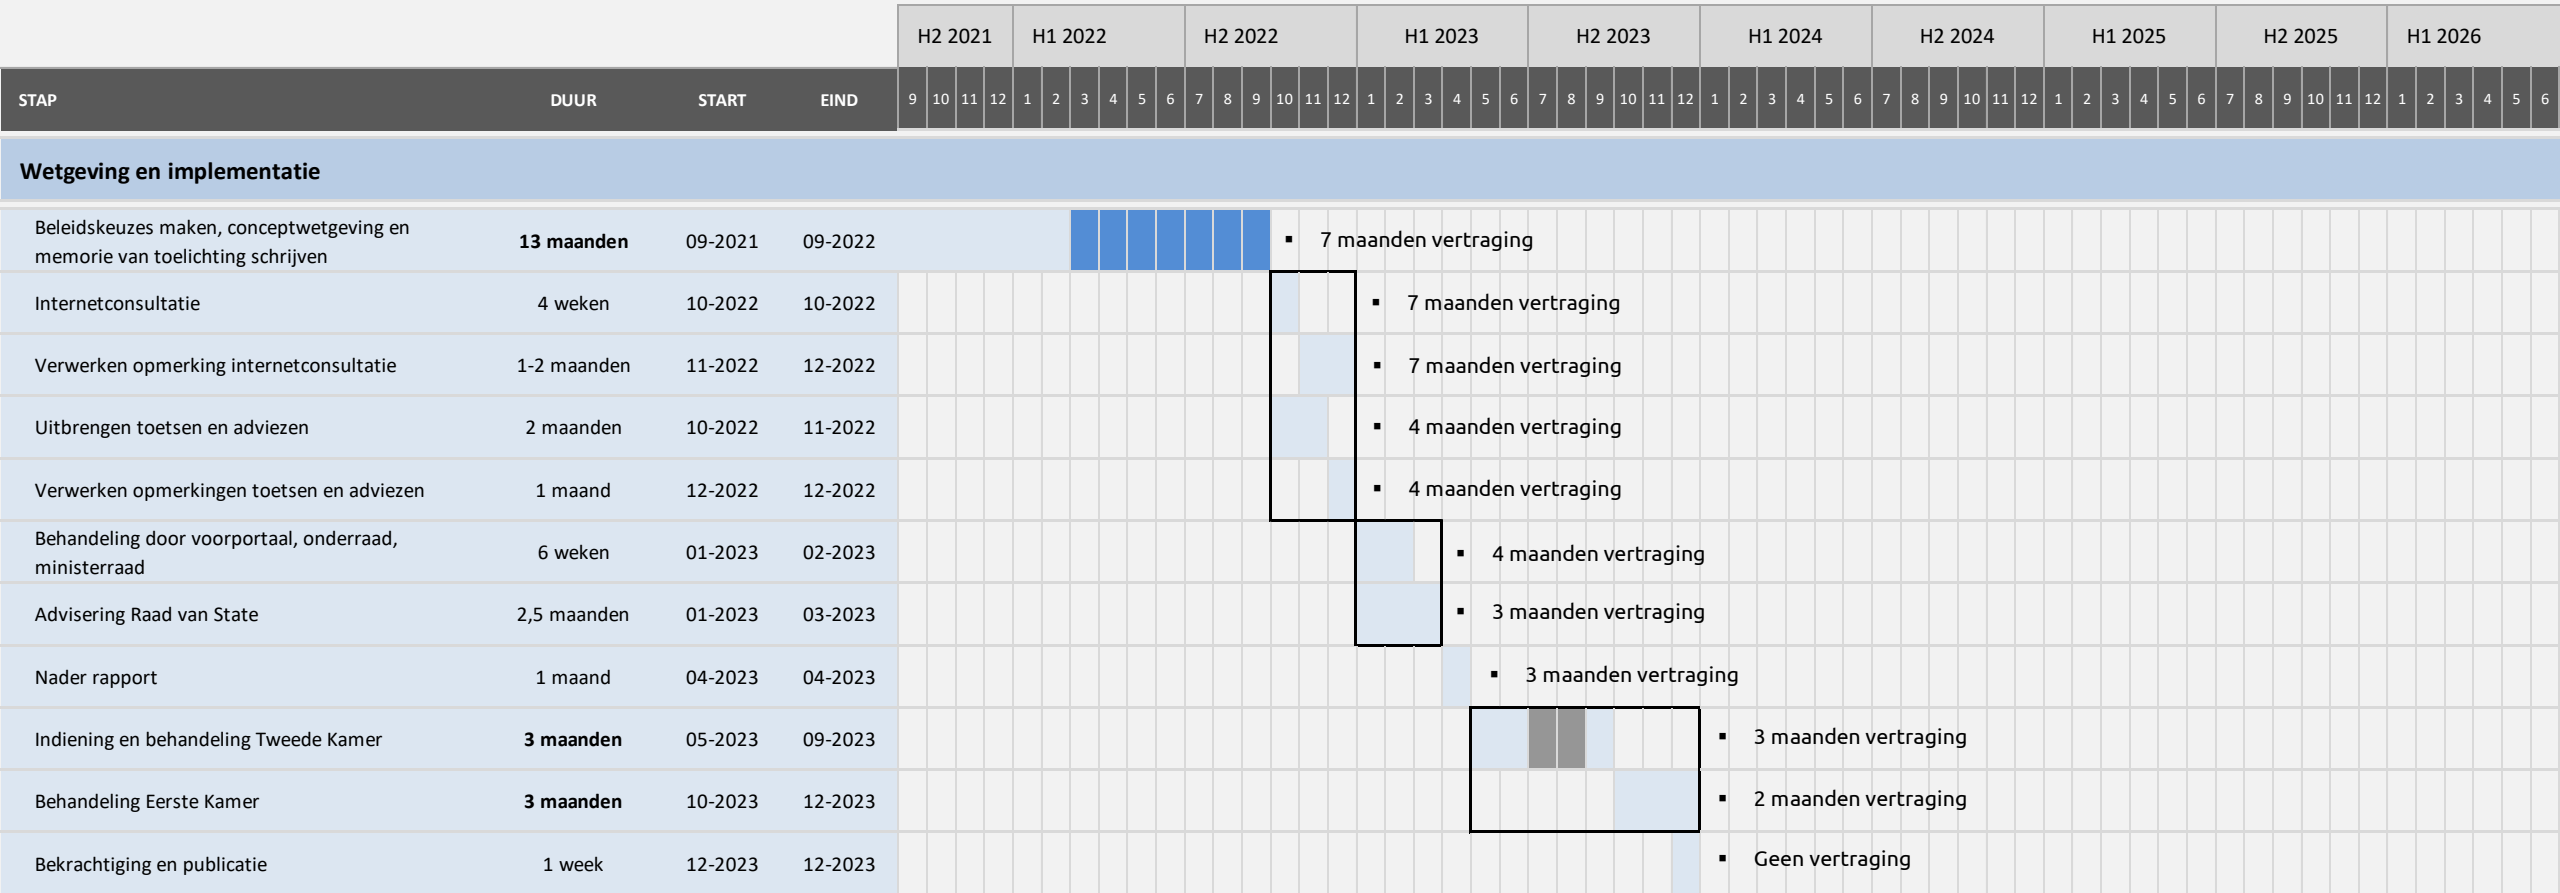 H2 2021 H1 2022 H2 2022 H1 2023 H2 2023 H1 2024 H2 2024 H1 2025 H2 2025 H1 2026
STAP DUUR START EIND 9 10 11 12 1 2 3 4 5 6 7 8 9 10 11 12 1 2 3 4 5 6 7 8 9 10 11 12 1 2 3 4 5 6 7 8 9 10 11 12 1 2 3 4 5 6 7 8 9 10 11 12 1 2 3 4 5 6
Wetgeving en implementatie
Beleidskeuzes maken, conceptwetgeving en
memorie van toelichting schrijven 13 maanden 09-2021 09-2022 ▪ 7 maanden vertraging
Internetconsultatie 4 weken 10-2022 10-2022 ▪ 7 maanden vertraging
Verwerken opmerking internetconsultatie 1-2 maanden 11-2022 12-2022 ▪ 7 maanden vertraging
Uitbrengen toetsen en adviezen 2 maanden 10-2022 11-2022 ▪ 4 maanden vertraging
Verwerken opmerkingen toetsen en adviezen 1 maand 12-2022 12-2022 ▪ 4 maanden vertraging
Behandeling door voorportaal, onderraad,
ministerraad 6 weken 01-2023 02-2023 ▪ 4 maanden vertraging
Advisering Raad van State 2,5 maanden 01-2023 03-2023 ▪ 3 maanden vertraging
Nader rapport 1 maand 04-2023 04-2023 ▪ 3 maanden vertraging
Indiening en behandeling Tweede Kamer 3 maanden 05-2023 09-2023 ▪ 3 maanden vertraging
Behandeling Eerste Kamer 3 maanden 10-2023 12-2023 ▪ 2 maanden vertraging
Bekrachtiging en publicatie 1 week 12-2023 12-2023 ▪ Geen vertraging